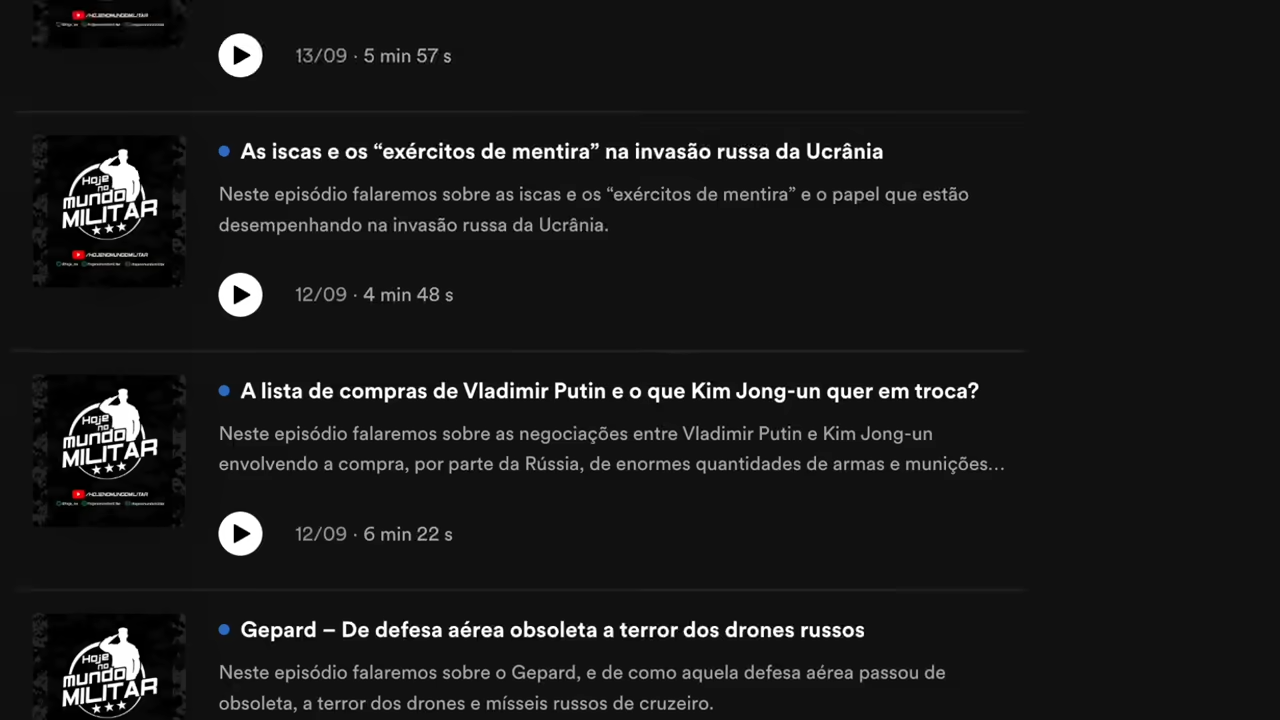 /HOJENOMUNDOMILITAR
13/09 · 5 min 57 s
Hoje
no
mundo
MILITAR
/HOJENOMUNDOMILITAR
As iscas e os “exércitos de mentira” na invasão russa da Ucrânia
Neste episódio falaremos sobre as iscas e os “exércitos de mentira” e o papel que estão
desempenhando na invasão russa da Ucrânia.
12/09 · 4 min 48 s
Hoje
no
mundo
MILITAR
/HOJENOMUNDOMILITAR
A lista de compras de Vladimir Putin e o que Kim Jong-un quer em troca?
Neste episódio falaremos sobre as negociações entre Vladimir Putin e Kim Jong-un
envolvendo a compra, por parte da Rússia, de enormes quantidades de armas e munições...
12/09 · 6 min 22 s
Hoje
no
mundo
MILITAR
Gepard – De defesa aérea obsoleta a terror dos drones russos
Neste episódio falaremos sobre o Gepard, e de como aquela defesa aérea passou de
obsoleta, a terror dos drones e mísseis russos de cruzeiro.